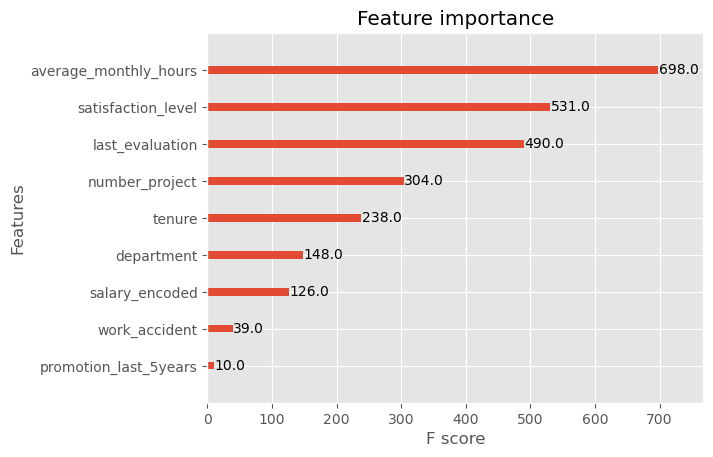 Feature importance
Features
average_monthly_hours 698.0
satisfaction_level 531.0
last_evaluation 490.0
number_project 304.0
tenure 238.0
department 148.0
salary_encoded 126.0
work_accident 39.0
promotion_last_5years 10.0
0 100 200 300 400 500 600 700
F score